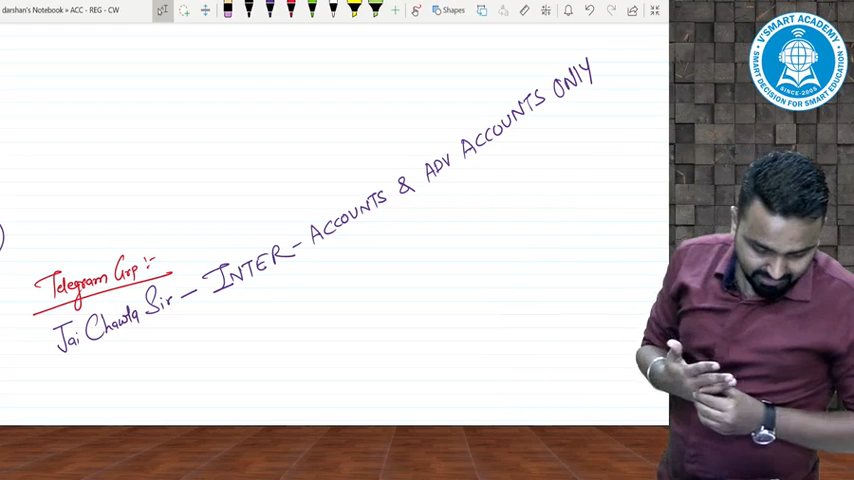 darshan's Notebook » ACC - REG - CW
Shapes
V'SMART ACADEMY
SINCE-2005
SMART DECISION FOR SMART EDUCATION
Telegram Grp :-
Jai Chawla Sir - INTER - ACCOUNTS & ADV ACCOUNTS ONLY